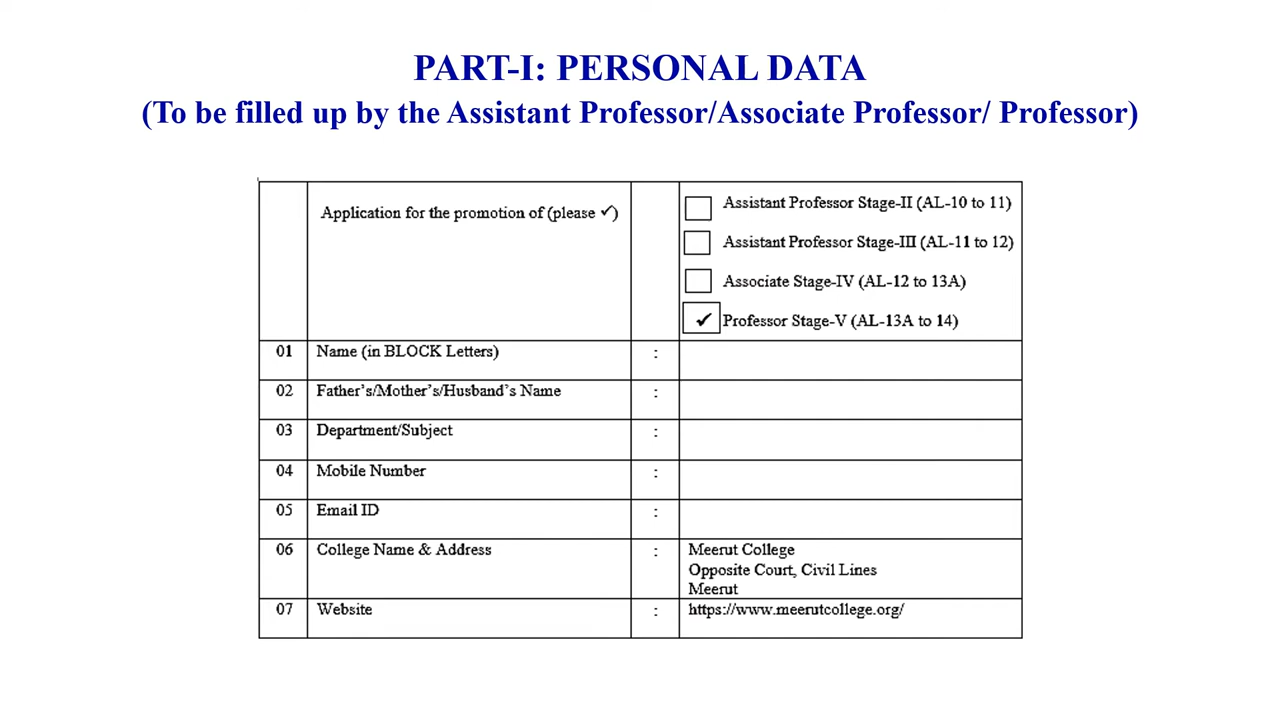 PART-I: PERSONAL DATA
(To be filled up by the Assistant Professor/Associate Professor/ Professor)
Application for the promotion of (please ✓)
Assistant Professor Stage-II (AL-10 to 11)
Assistant Professor Stage-III (AL-11 to 12)
Associate Stage-IV (AL-12 to 13A)
✓ Professor Stage-V (AL-13A to 14)
01 Name (in BLOCK Letters) :
02 Father’s/Mother’s/Husband’s Name :
03 Department/Subject :
04 Mobile Number :
05 Email ID :
06 College Name & Address : Meerut College
Opposite Court, Civil Lines
Meerut
07 Website : https://www.meerutcollege.org/